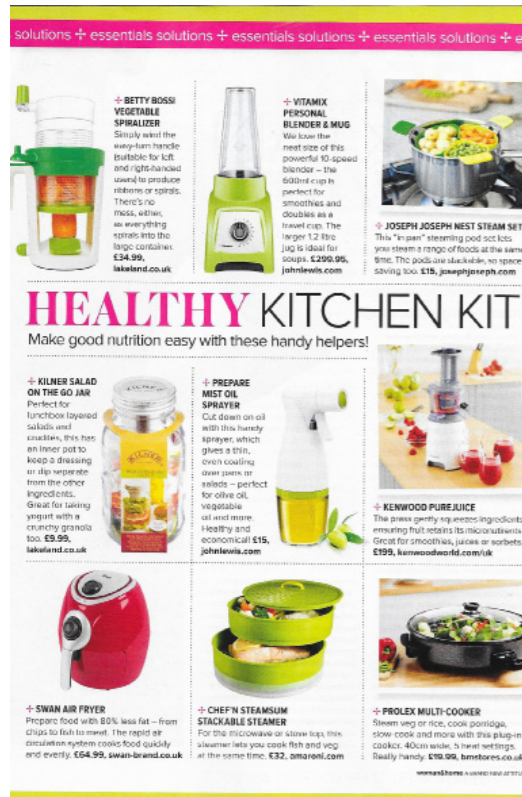 solutions ✢ essentials solutions ✢ essentials solutions ✢ essentials solutions ✢ e
✢ BETTY BOSSI
VEGETABLE
SPIRALIZER
Simply wind the
easy-turn handle
(suitable for left
and right-handed
users) to produce
ribbons or spirals.
There's no
mess, either,
as everything
spirals into the
large container.
£34.99,
lakeland.co.uk
✢ VITAMIX
PERSONAL
BLENDER & MUG
We love the
neat size of this
powerful 10-speed
blender – the
600ml cup is
perfect for
smoothies and
doubles as a
travel cup. The
larger 1.2 litre
jug is ideal for
soups. £299.95,
johnlewis.com
✢ JOSEPH JOSEPH NEST STEAM SET
This "in pan" steaming pod set lets
you steam a range of foods at the same
time. The pods are stackable, so space
saving too. £15, josephjoseph.com
HEALTHY KITCHEN KIT
Make good nutrition easy with these handy helpers!
✢ KILNER SALAD
ON THE GO JAR
Perfect for
lunchbox layered
salads and
crudites, this has
an inner pot to
keep a dressing
or dip separate
from the other
ingredients.
Great for taking
yogurt with a
crunchy granola
too. £9.99,
lakeland.co.uk
KILNER
✢ PREPARE
MIST OIL
SPRAYER
Cut down on oil
with this handy
sprayer, which
gives a thin,
even coating
over pans or
salads – perfect
for olive oil,
vegetable
oil and more.
Healthy and
economical! £15,
johnlewis.com
✢ KENWOOD PUREJUICE
The press gently squeezes ingredients
ensuring fruit retains its micronutrients
Great for smoothies, juices or sorbets
£199, kenwoodworld.com/uk
✢ SWAN AIR FRYER
Prepare food with 80% less fat – from
chips to fish to meat. The rapid air
circulation system cooks food quickly
and evenly. £64.99, swan-brand.co.uk
✢ CHEF'N STEAMSUM
STACKABLE STEAMER
For the microwave or stove top, this
steamer lets you cook fish and veg
at the same time. £32, amaroni.com
✢ PROLEX MULTI-COOKER
Steam veg or rice, cook porridge,
slow-cook and more with this plug-in
cooker. 40cm wide, 5 heat settings.
Really handy. £19.99, bmstores.co.uk
woman&home A BRAND NEW ATTITU